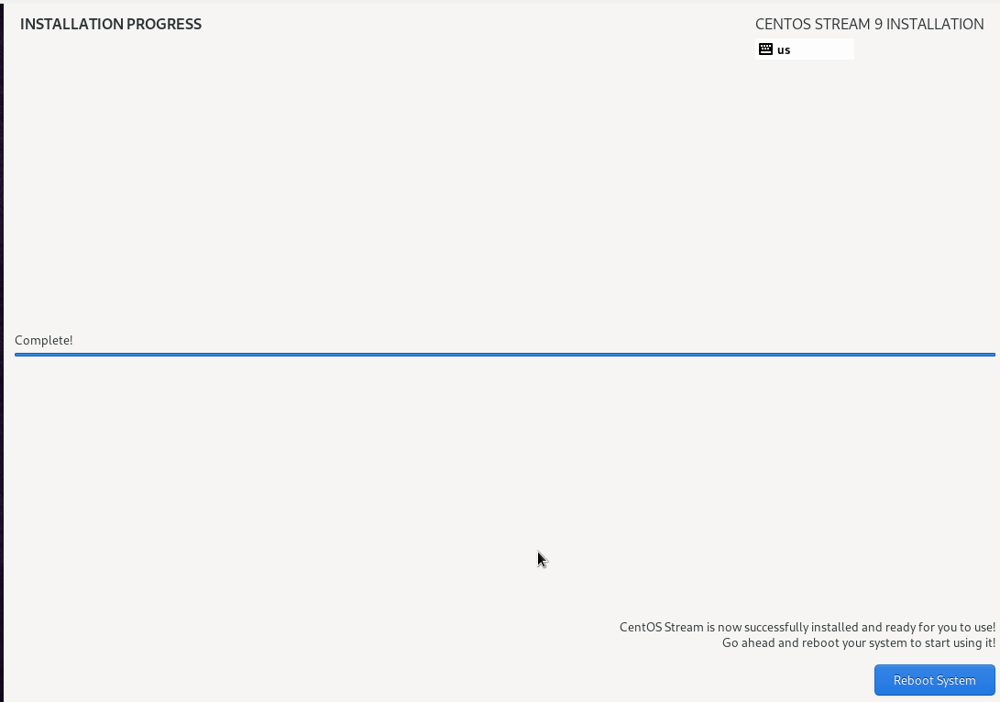 INSTALLATION PROGRESS
CENTOS STREAM 9 INSTALLATION
us
Complete!
CentOS Stream is now successfully installed and ready for you to use!
Go ahead and reboot your system to start using it!
Reboot System